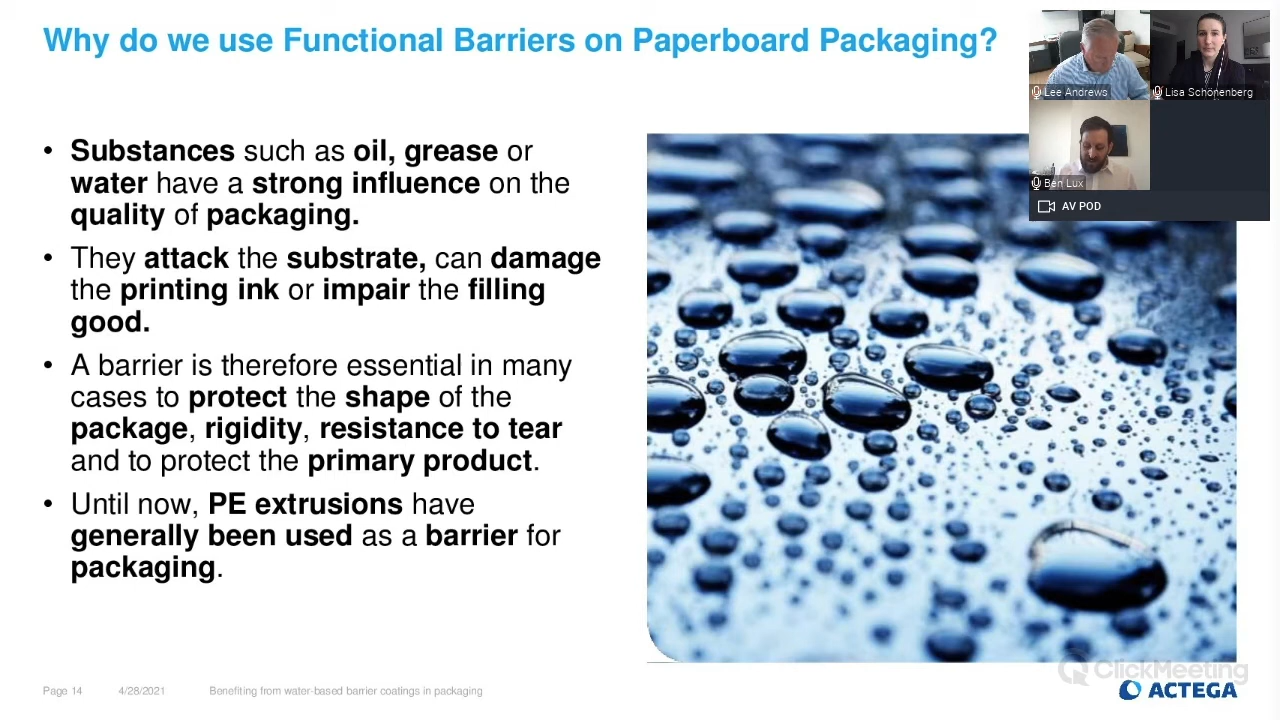 Why do we use Functional Barriers on Paperboard Packaging?
Lee Andrews
Lisa Schönenberg
Ben Lux
AV POD
• Substances such as oil, grease or
water have a strong influence on the
quality of packaging.
• They attack the substrate, can damage
the printing ink or impair the filling
good.
• A barrier is therefore essential in many
cases to protect the shape of the
package, rigidity, resistance to tear
and to protect the primary product.
• Until now, PE extrusions have
generally been used as a barrier for
packaging.
ClickMeeting
Page 14 4/28/2021 Benefiting from water-based barrier coatings in packaging
ACTEGA